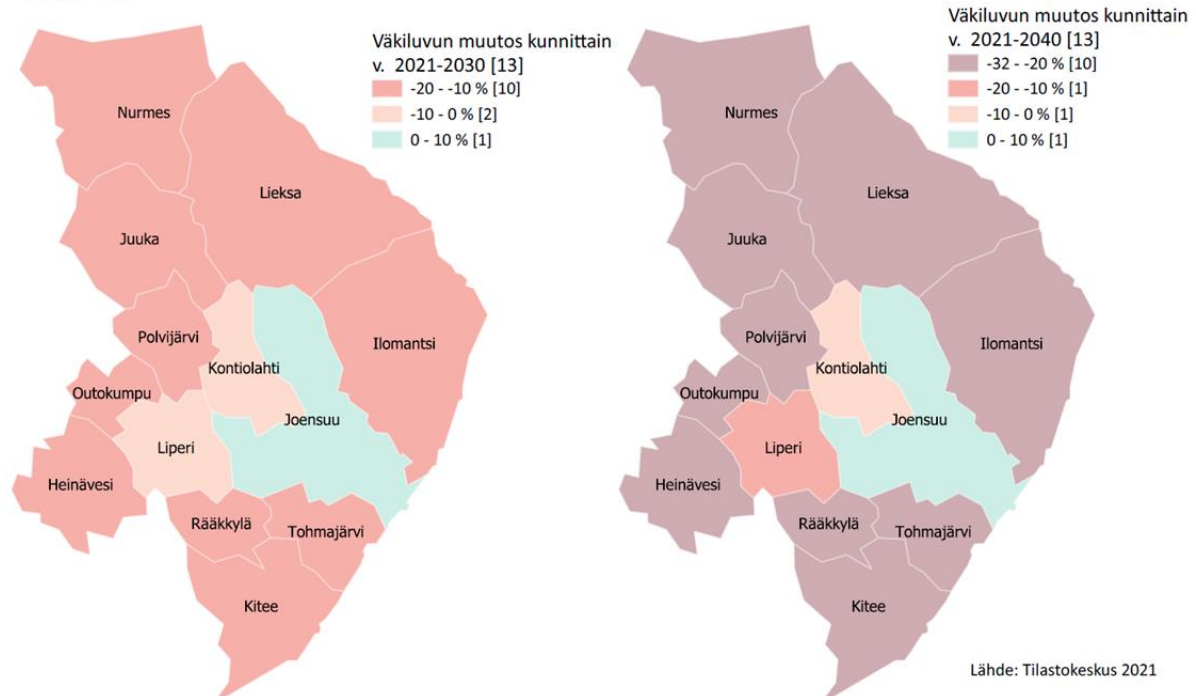 Väkiluvun muutos kunnittain
v. 2021-2030 [13]
-20 - -10 % [10]
-10 - 0 % [2]
0 - 10 % [1]
Nurmes
Lieksa
Juuka
Polvijärvi
Ilomantsi
Kontiolahti
Outokumpu
Joensuu
Liperi
Heinävesi
Rääkkylä
Tohmajärvi
Kitee
Väkiluvun muutos kunnittain
v. 2021-2040 [13]
-32 - -20 % [10]
-20 - -10 % [1]
-10 - 0 % [1]
0 - 10 % [1]
Nurmes
Lieksa
Juuka
Polvijärvi
Ilomantsi
Kontiolahti
Outokumpu
Joensuu
Liperi
Heinävesi
Rääkkylä
Tohmajärvi
Kitee
Lähde: Tilastokeskus 2021